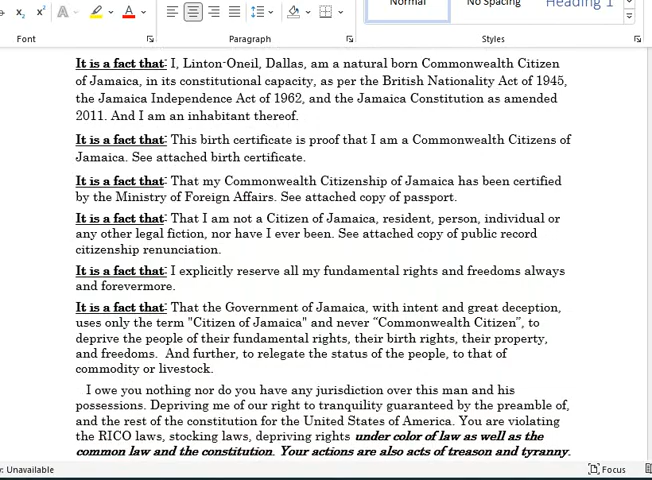 Normal
No Spacing
Heading 1
Font
Paragraph
Styles
It is a fact that: I, Linton-Oneil, Dallas, am a natural born Commonwealth Citizen
of Jamaica, in its constitutional capacity, as per the British Nationality Act of 1945,
the Jamaica Independence Act of 1962, and the Jamaica Constitution as amended
2011. And I am an inhabitant thereof.
It is a fact that: This birth certificate is proof that I am a Commonwealth Citizens of
Jamaica. See attached birth certificate.
It is a fact that: That my Commonwealth Citizenship of Jamaica has been certified
by the Ministry of Foreign Affairs. See attached copy of passport.
It is a fact that: That I am not a Citizen of Jamaica, resident, person, individual or
any other legal fiction, nor have I ever been. See attached copy of public record
citizenship renunciation.
It is a fact that: I explicitly reserve all my fundamental rights and freedoms always
and forevermore.
It is a fact that: That the Government of Jamaica, with intent and great deception,
uses only the term "Citizen of Jamaica" and never “Commonwealth Citizen”, to
deprive the people of their fundamental rights, their birth rights, their property,
and freedoms. And further, to relegate the status of the people, to that of
commodity or livestock.
I owe you nothing nor do you have any jurisdiction over this man and his
possessions. Depriving me of our right to tranquility guaranteed by the preamble of,
and the rest of the constitution for the United States of America. You are violating
the RICO laws, stocking laws, depriving rights under color of law as well as the
common law and the constitution. Your actions are also acts of treason and tyranny.
y: Unavailable
Focus